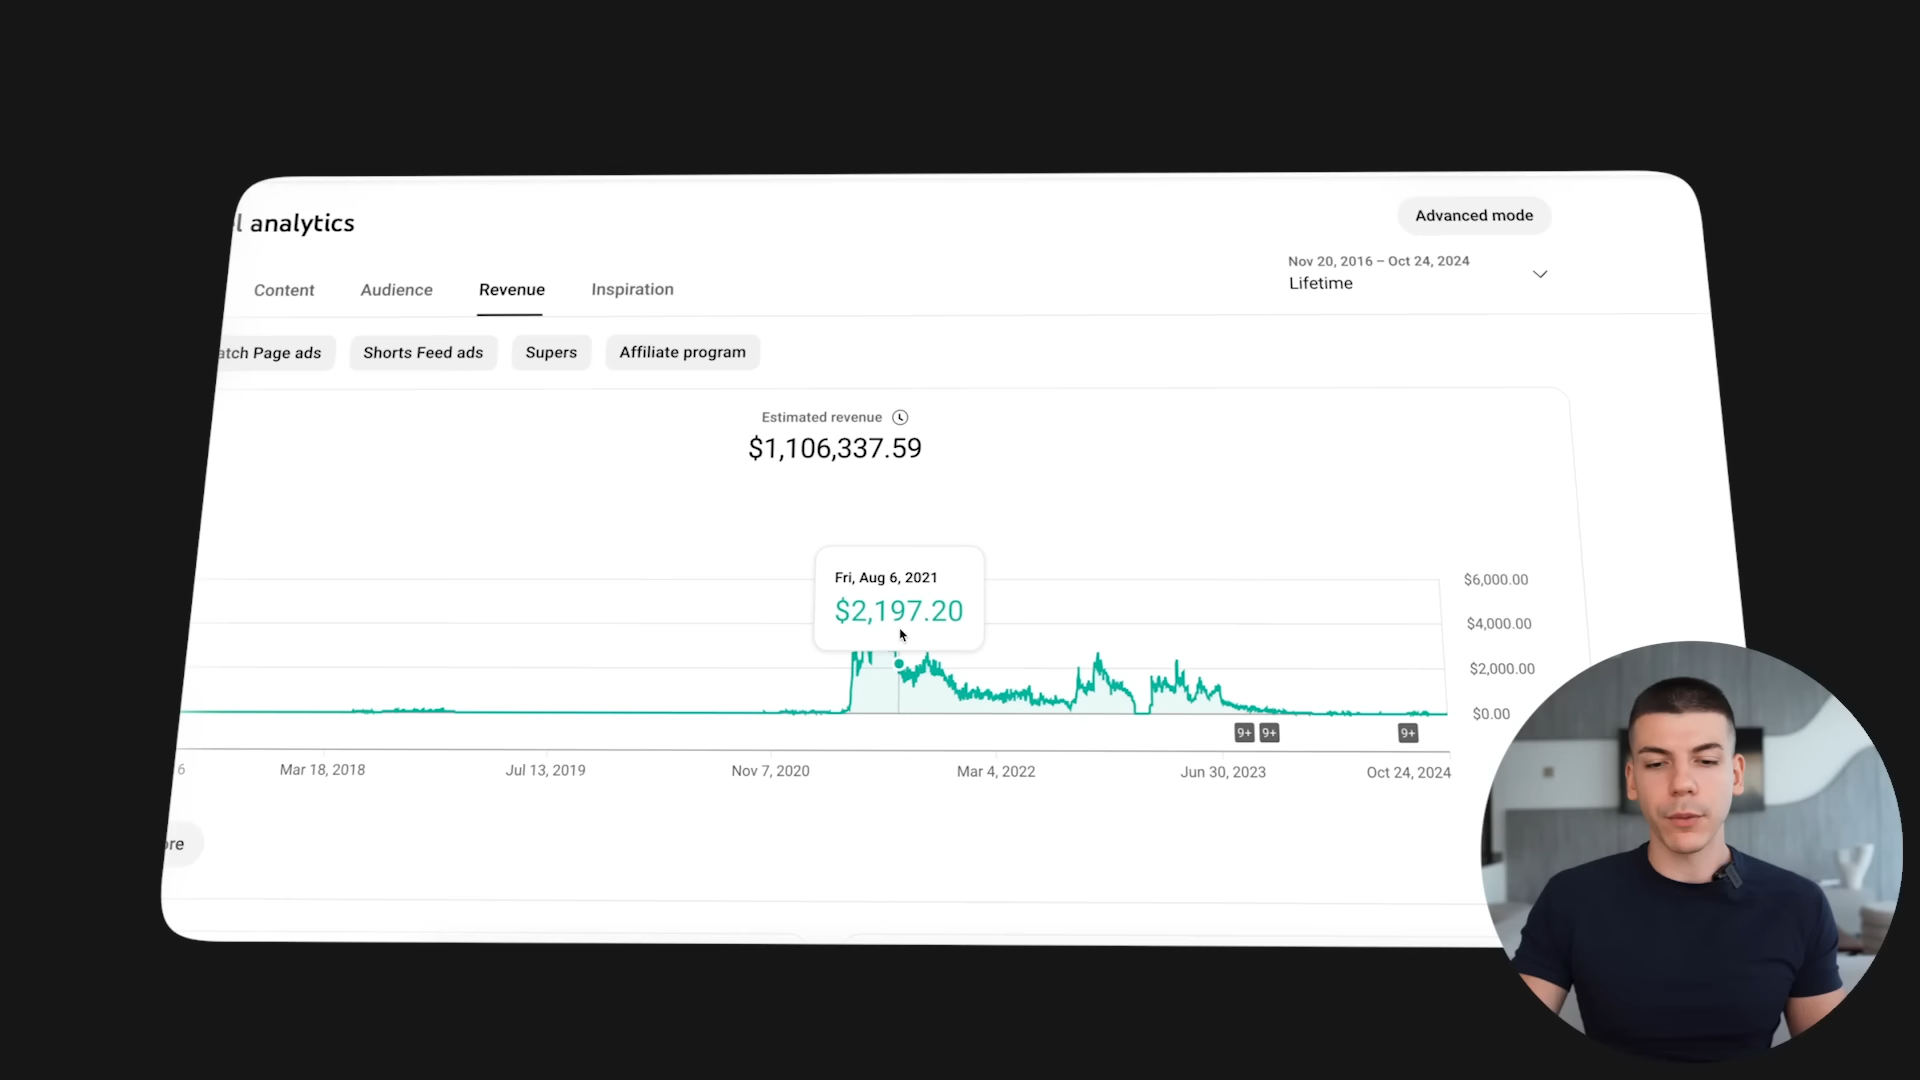 l analytics
Advanced mode
Nov 20, 2016 – Oct 24, 2024
Lifetime
Content Audience Revenue Inspiration
atch Page ads Shorts Feed ads Supers Affiliate program
Estimated revenue
$1,106,337.59
Fri, Aug 6, 2021
$2,197.20
$6,000.00
$4,000.00
$2,000.00
$0.00
9+ 9+ 9+
6 Mar 18, 2018 Jul 13, 2019 Nov 7, 2020 Mar 4, 2022 Jun 30, 2023 Oct 24, 2024
ore